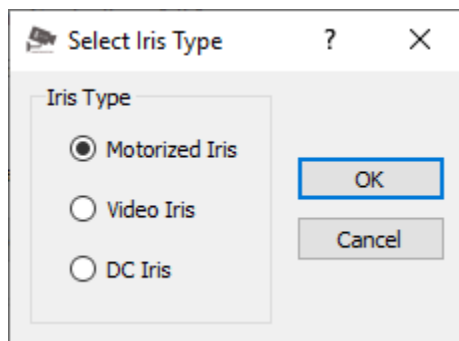 Select Iris Type
?
Iris Type
Motorized Iris
Video Iris
DC Iris
OK
Cancel